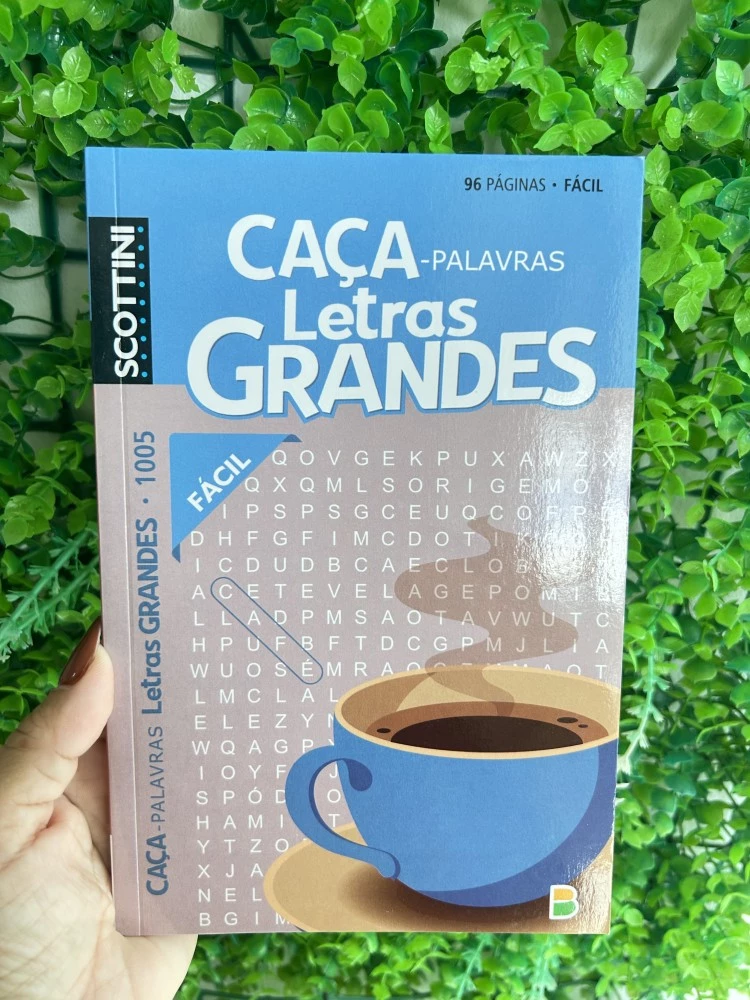 96 PÁGINAS • FÁCIL
SCOTTINI
CAÇA-PALAVRAS
Letras
GRANDES
CAÇA-PALAVRAS Letras GRANDES • 1005
FÁCIL
Q O V G E K P U X A W Z X
Q X Q M L S O R I G E M O
I P S P S G C E U Q C O F P
D H F G F I M C D O T I K
I C D U D B C A E C L O B
A C E T E V E L A G E P O M I B
L L A D P M S A O T A V W U T C
H P U F B F T D C G P M J L I A
W U O S É M R A O
L M C L A L
E L E Z Y N
W Q A G P
I O Y F J
S P Ó D O
H A M I T
Y T Z O
X J A
N E L
B G I M
B